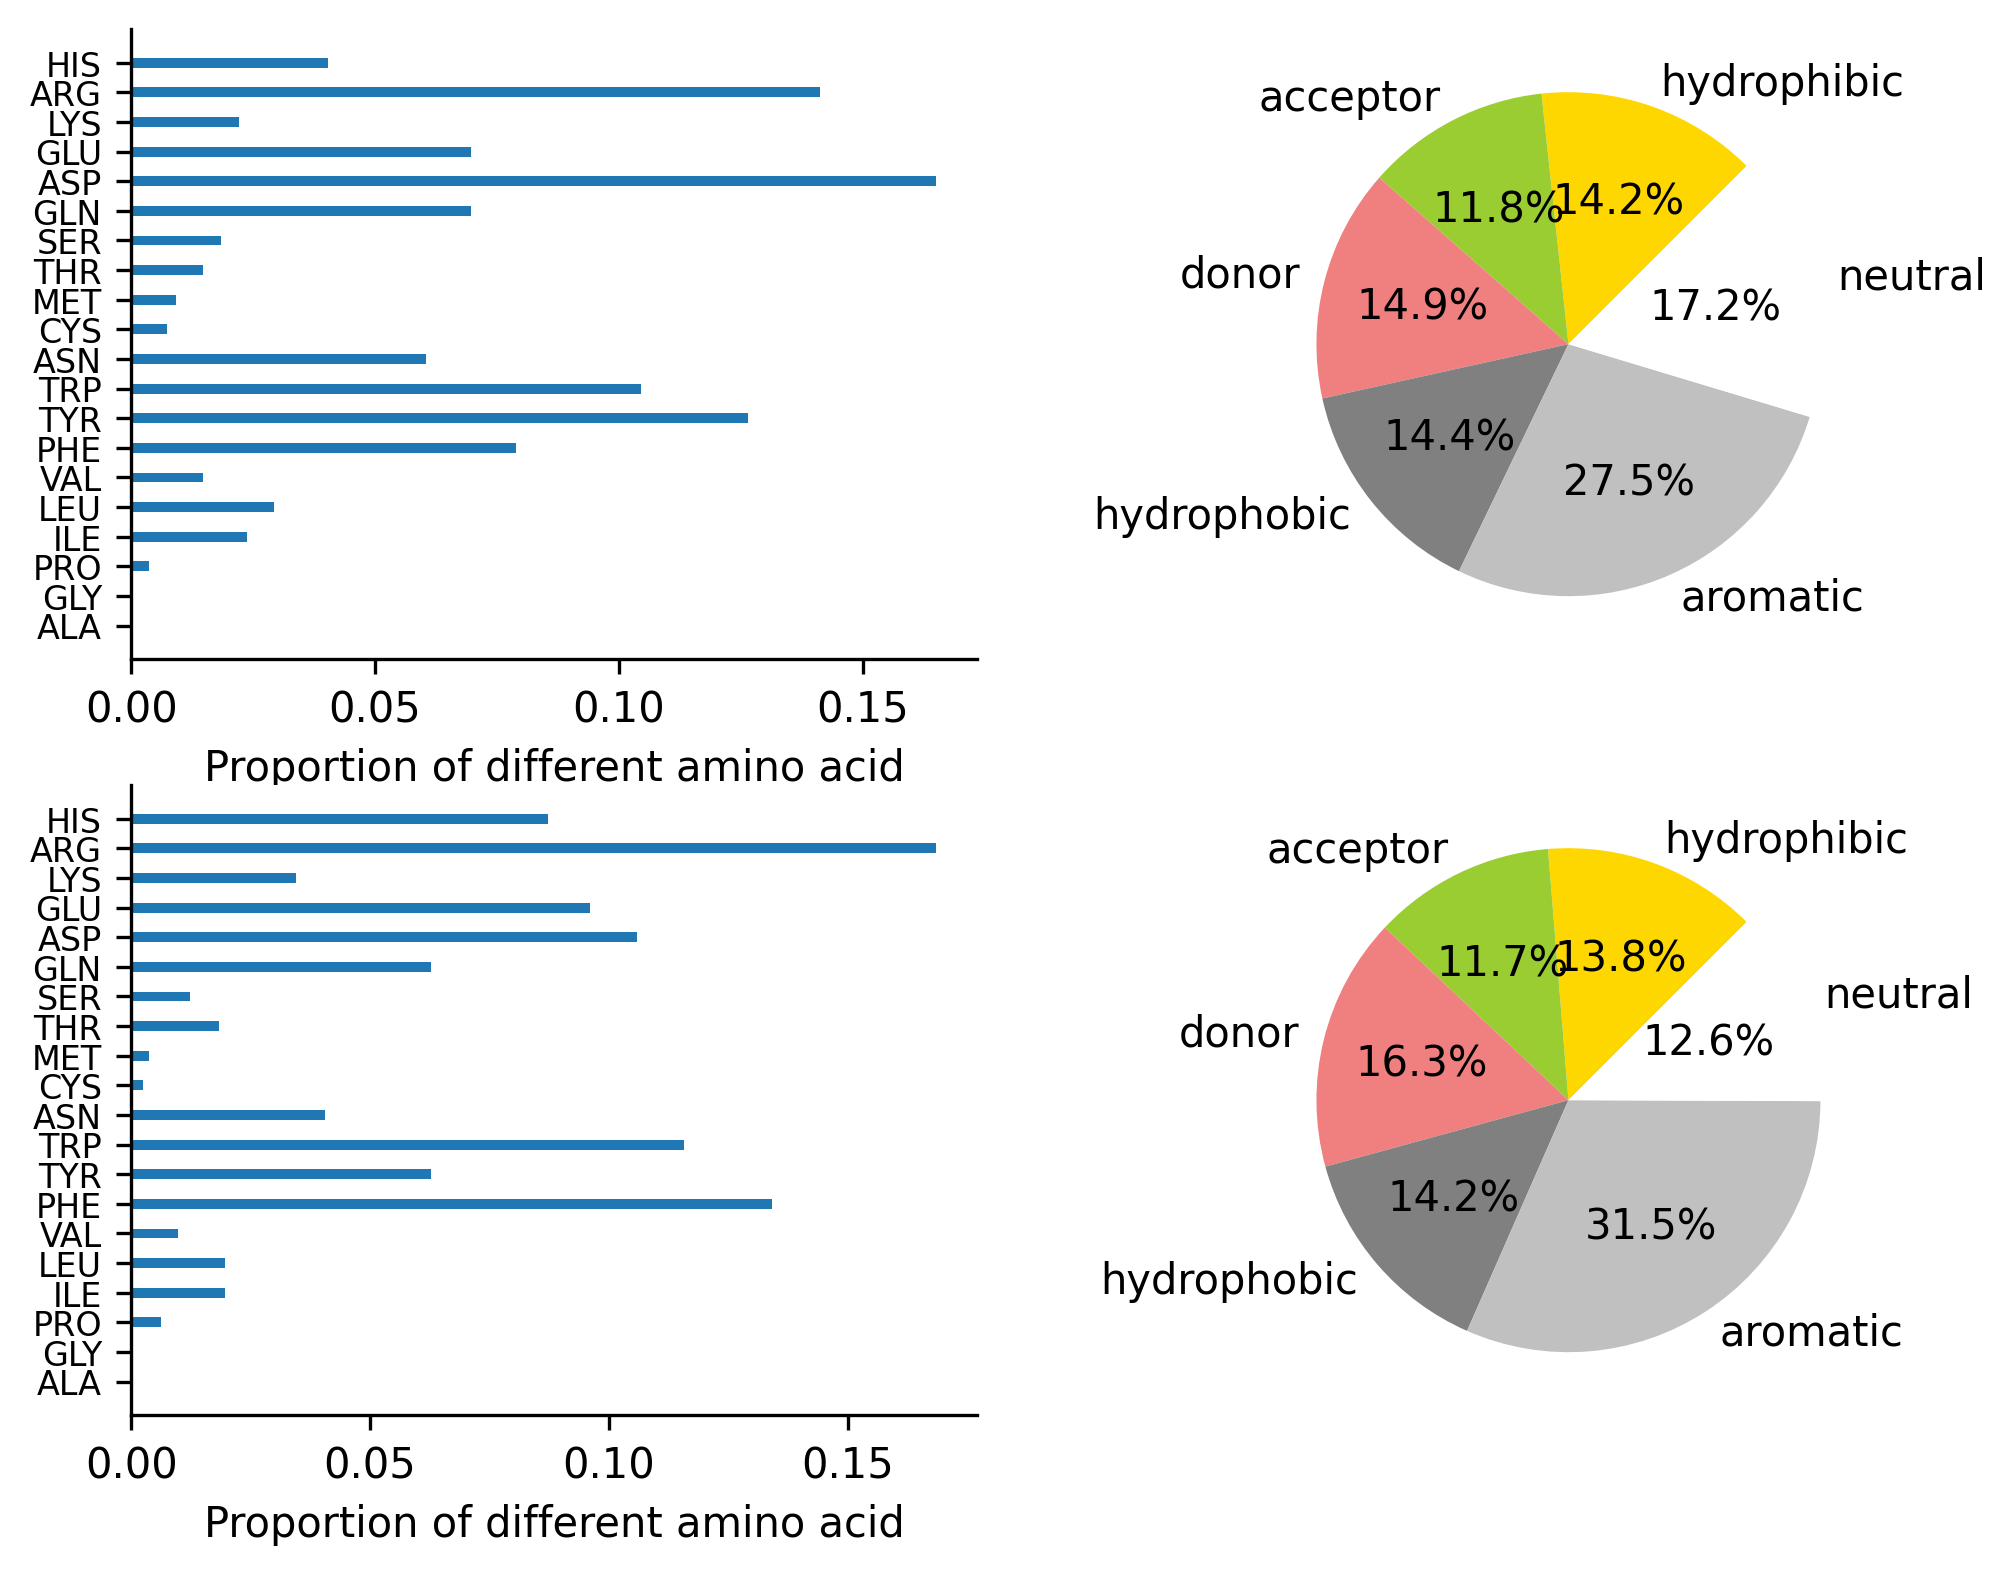 HIS
ARG
LYS
GLU
ASP
GLN
SER
THR
MET
CYS
ASN
TRP
TYR
PHE
VAL
LEU
ILE
PRO
GLY
ALA
0.00 0.05 0.10 0.15
Proportion of different amino acid
hydrophibic
acceptor
14.2%
11.8%
donor
neutral
14.9%
17.2%
14.4%
27.5%
hydrophobic
aromatic
HIS
ARG
LYS
GLU
ASP
GLN
SER
THR
MET
CYS
ASN
TRP
TYR
PHE
VAL
LEU
ILE
PRO
GLY
ALA
0.00 0.05 0.10 0.15
Proportion of different amino acid
hydrophibic
acceptor
13.8%
11.7%
neutral
donor
12.6%
16.3%
14.2%
31.5%
hydrophobic
aromatic